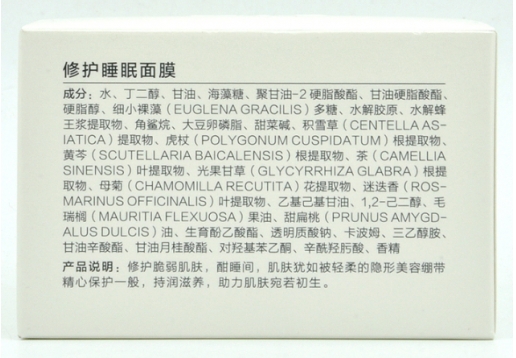 修护睡眠面膜
成分：水、丁二醇、甘油、海藻糖、聚甘油-2 硬脂酸酯、甘油硬脂酸酯、
硬脂醇、细小裸藻（EUGLENA GRACILIS）多糖、水解胶原、水解蜂
王浆提取物、角鲨烷、大豆卵磷脂、甜菜碱、积雪草（CENTELLA AS-
IATICA）提取物、虎杖（POLYGONUM CUSPIDATUM）根提取物、
黄芩（SCUTELLARIA BAICALENSIS）根提取物、茶（CAMELLIA
SINENSIS）叶提取物、光果甘草（GLYCYRRHIZA GLABRA）根提
取物、母菊（CHAMOMILLA RECUTITA）花提取物、迷迭香（ROS-
MARINUS OFFICINALIS）叶提取物、乙基己基甘油、1,2-己二醇、毛
瑞榈（MAURITIA FLEXUOSA）果油、甜扁桃（PRUNUS AMYGD-
ALUS DULCIS）油、生育酚乙酸酯、透明质酸钠、卡波姆、三乙醇胺、
甘油辛酸酯、甘油月桂酸酯、对羟基苯乙酮、辛酰羟肟酸、香精
产品说明：修护脆弱肌肤，酣睡间，肌肤犹如被轻柔的隐形美容绷带
精心保护一般，持润滋养，助力肌肤宛若初生。